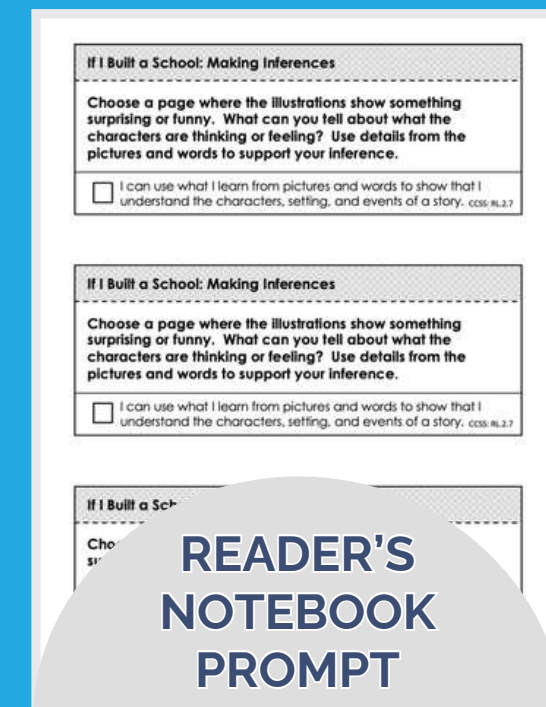 If I Built a School: Making Inferences
Choose a page where the illustrations show something
surprising or funny. What can you tell about what the
characters are thinking or feeling? Use details from the
pictures and words to support your inference.
I can use what I learn from pictures and words to show that I
understand the characters, setting, and events of a story. CCSS: RL.2.7
If I Built a School: Making Inferences
Choose a page where the illustrations show something
surprising or funny. What can you tell about what the
characters are thinking or feeling? Use details from the
pictures and words to support your inference.
I can use what I learn from pictures and words to show that I
understand the characters, setting, and events of a story. CCSS: RL.2.7
If I Built a
READER'S
NOTEBOOK
PROMPT